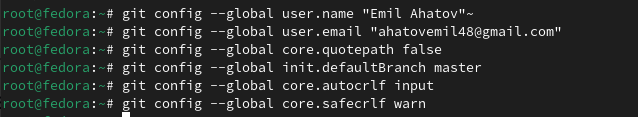 root@fedora:~# git config --global user.name "Emil Ahatov"~
root@fedora:~# git config --global user.email "ahatovemil48@gmail.com"
root@fedora:~# git config --global core.quotepath false
root@fedora:~# git config --global init.defaultBranch master
root@fedora:~# git config --global core.autocrlf input
root@fedora:~# git config --global core.safecrlf warn